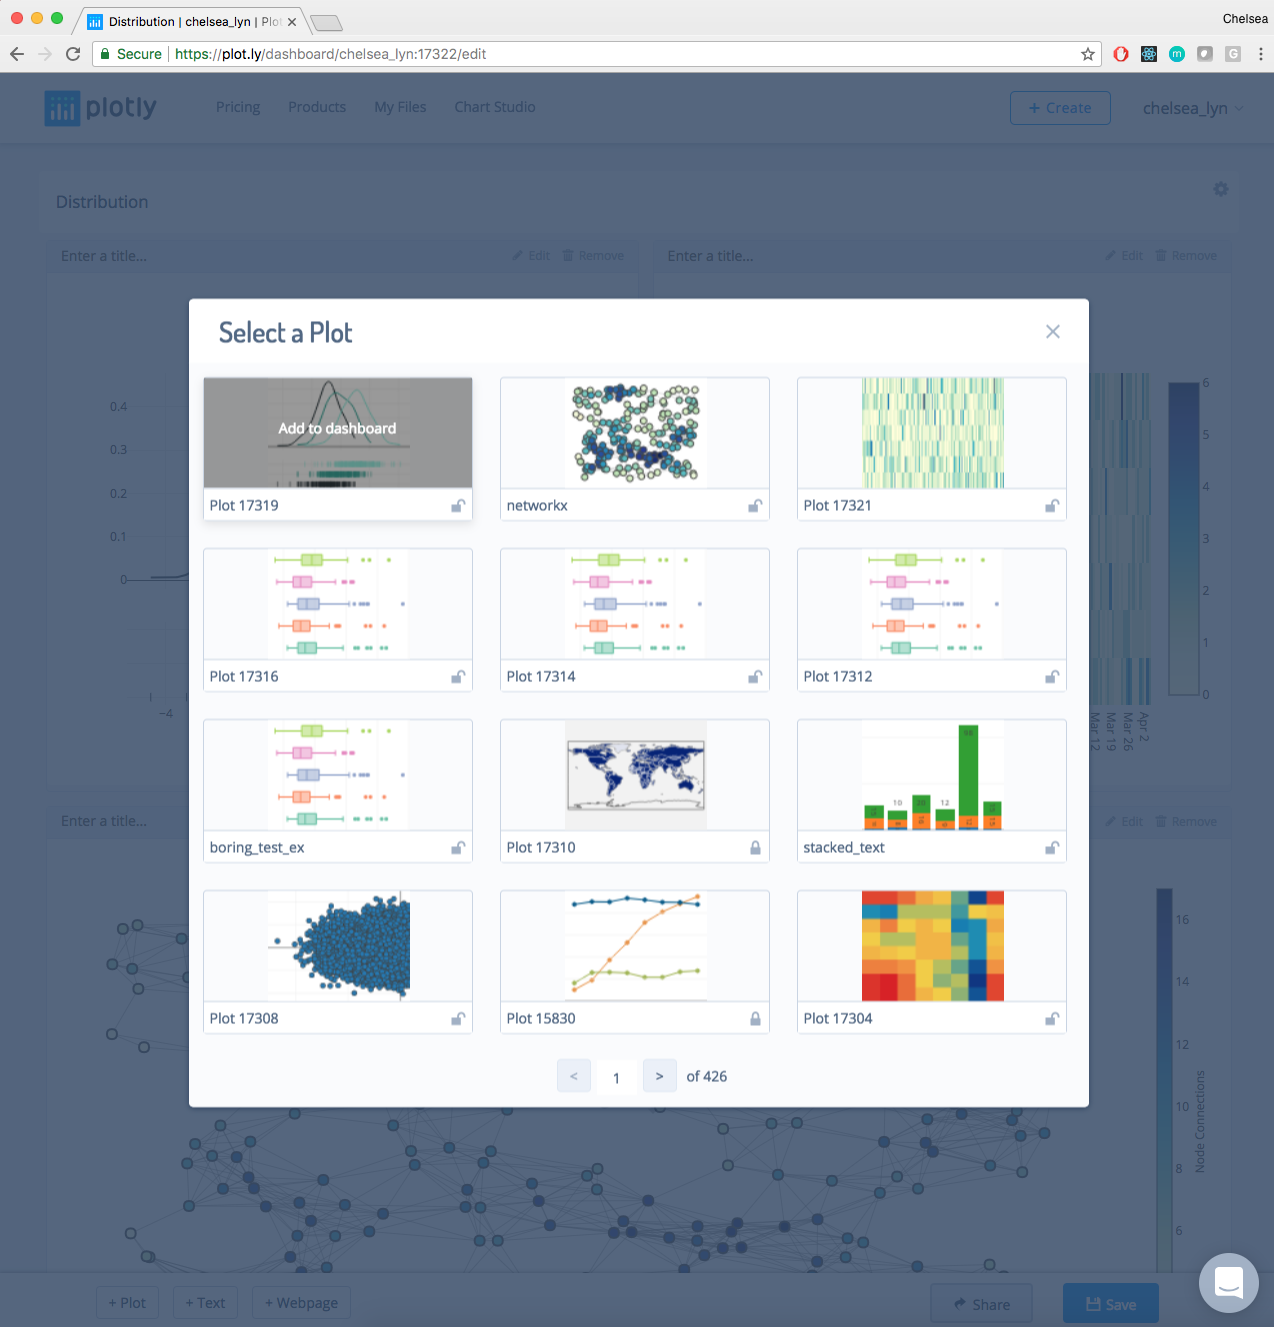 Distribution | chelsea_lyn | Plot
Chelsea
Secure
https://plot.ly/dashboard/chelsea_lyn:17322/edit
plotly
Pricing
Products
My Files
Chart Studio
+ Create
chelsea_lyn
Distribution
Enter a title...
Edit
Remove
Enter a title...
Edit
Remove
Select a Plot
Add to dashboard
Plot 17319
networkx
Plot 17321
Plot 17316
Plot 17314
Plot 17312
boring_test_ex
Plot 17310
stacked_text
Plot 17308
Plot 15830
Plot 17304
<
1
>
of 426
0.4
0.3
0.2
0.1
0
−4
6
5
4
3
2
1
0
Mar 12
Mar 19
Mar 26
Apr 2
Enter a title...
Edit
Remove
16
14
12
10
8
6
Node Connections
+ Plot
+ Text
+ Webpage
Share
Save